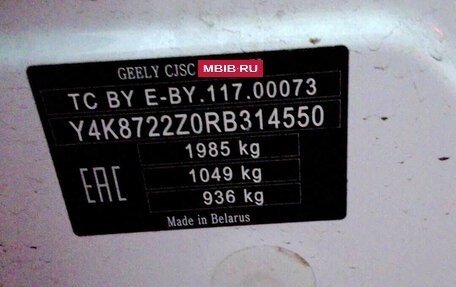 GEELY CJSC MBIB·RU
TC BY E-BY.117.00073
Y4K8722Z0RB314550
1985 kg
EAC 1049 kg
936 kg
Made in Belarus